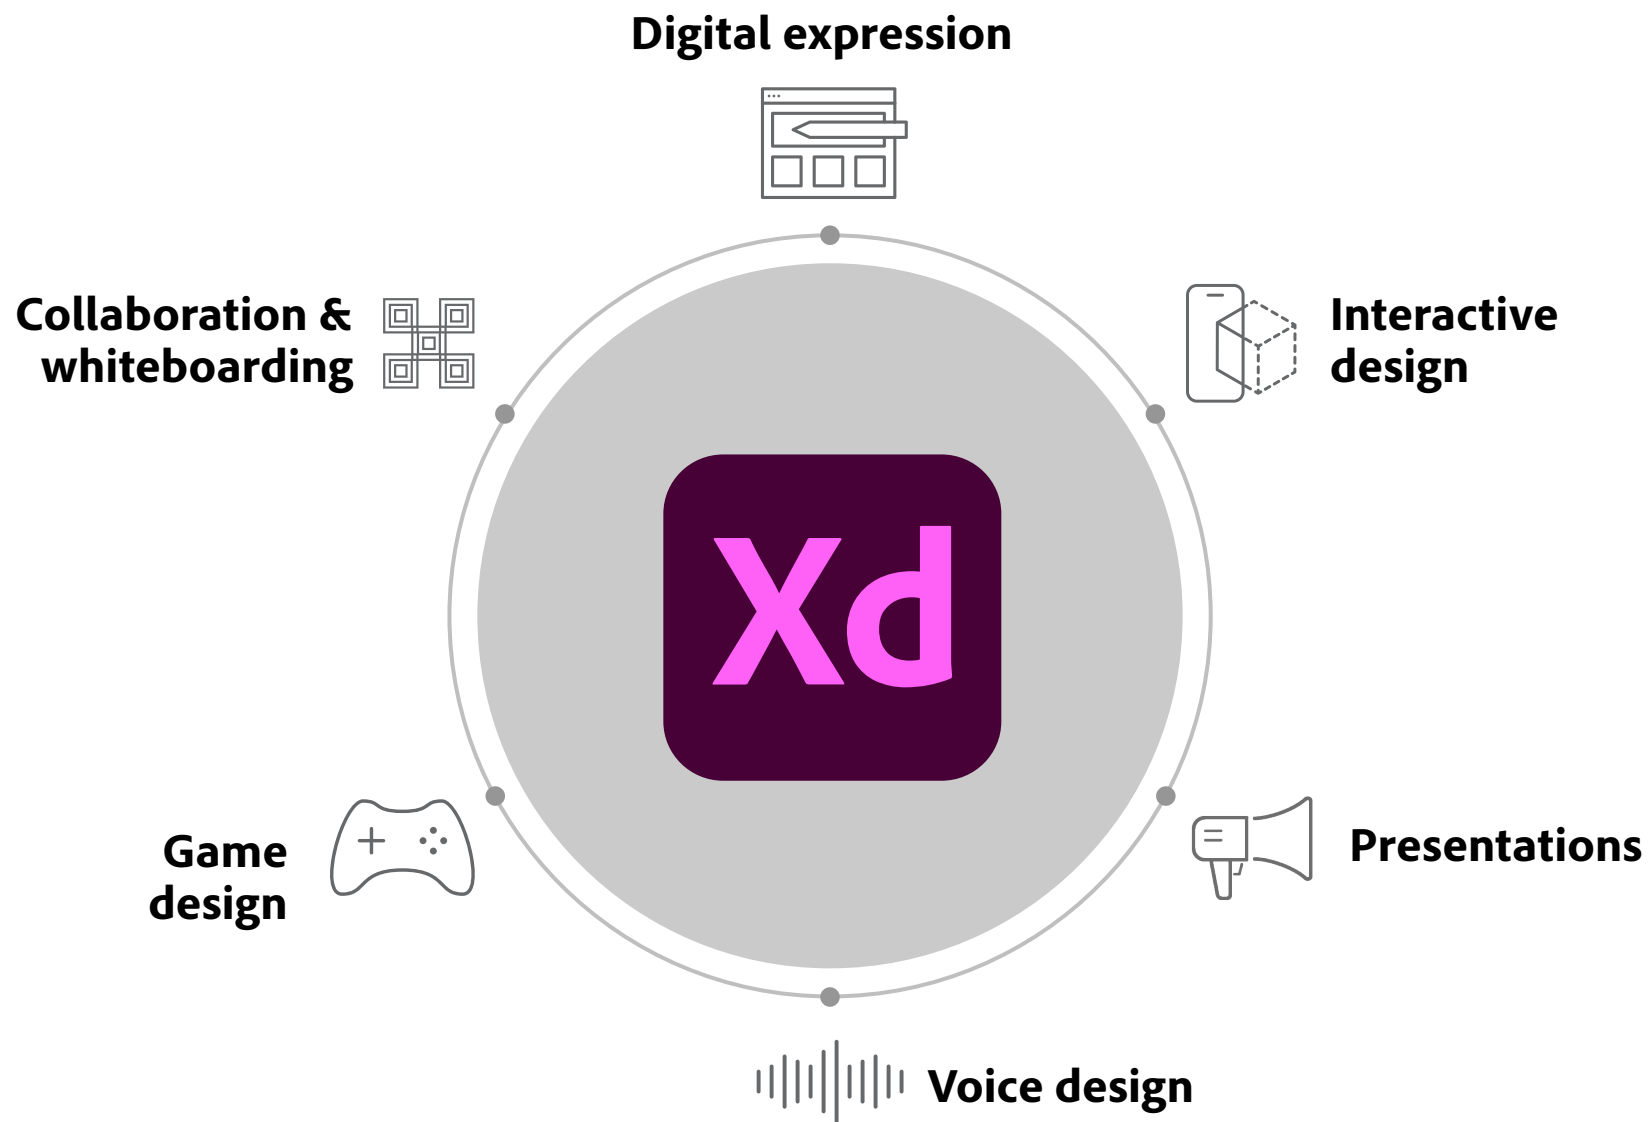 Digital expression
Collaboration &
whiteboarding
Interactive
design
Xd
Game
design
Presentations
Voice design